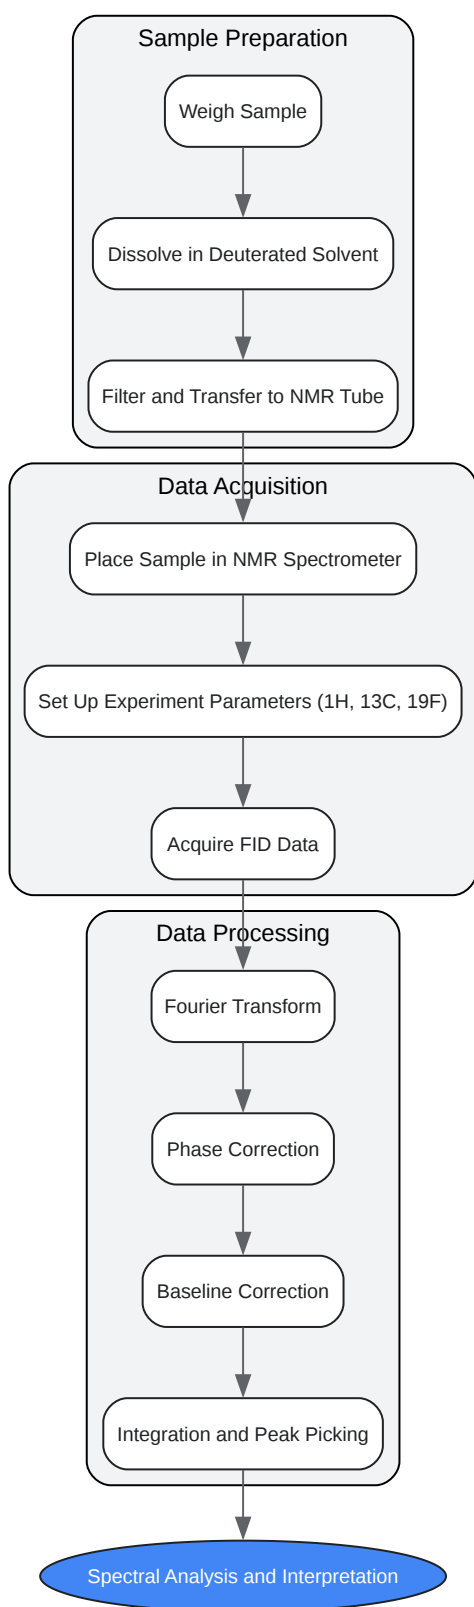 Sample Preparation
Weigh Sample
Dissolve in Deuterated Solvent
Filter and Transfer to NMR Tube
Data Acquisition
Place Sample in NMR Spectrometer
Set Up Experiment Parameters (1H, 13C, 19F)
Acquire FID Data
Data Processing
Fourier Transform
Phase Correction
Baseline Correction
Integration and Peak Picking
Spectral Analysis and Interpretation